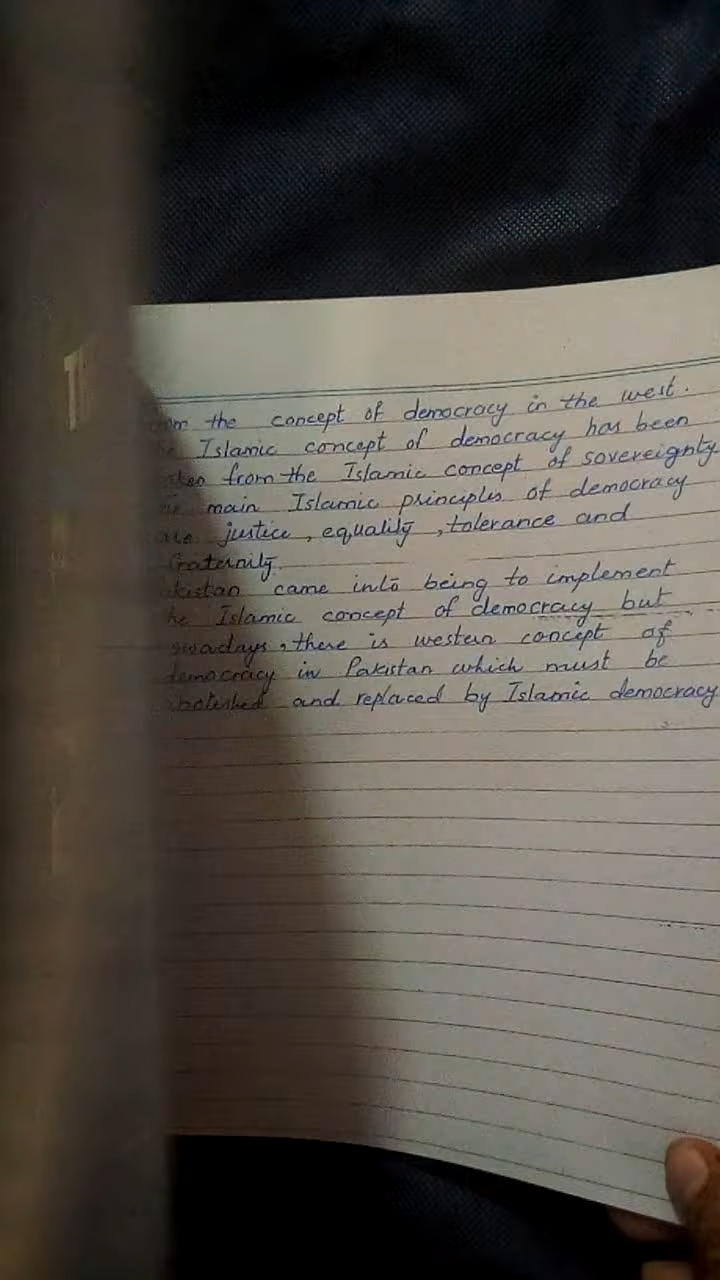 the concept of democracy in the west.
Islamic concept of democracy has been
from the Islamic concept of sovereignty
main Islamic principles of democracy
justice, equality, tolerance and
fraternity.
came into being to implement
Islamic concept of democracy but
there is western concept of
democracy in Pakistan which must be
and replaced by Islamic democracy